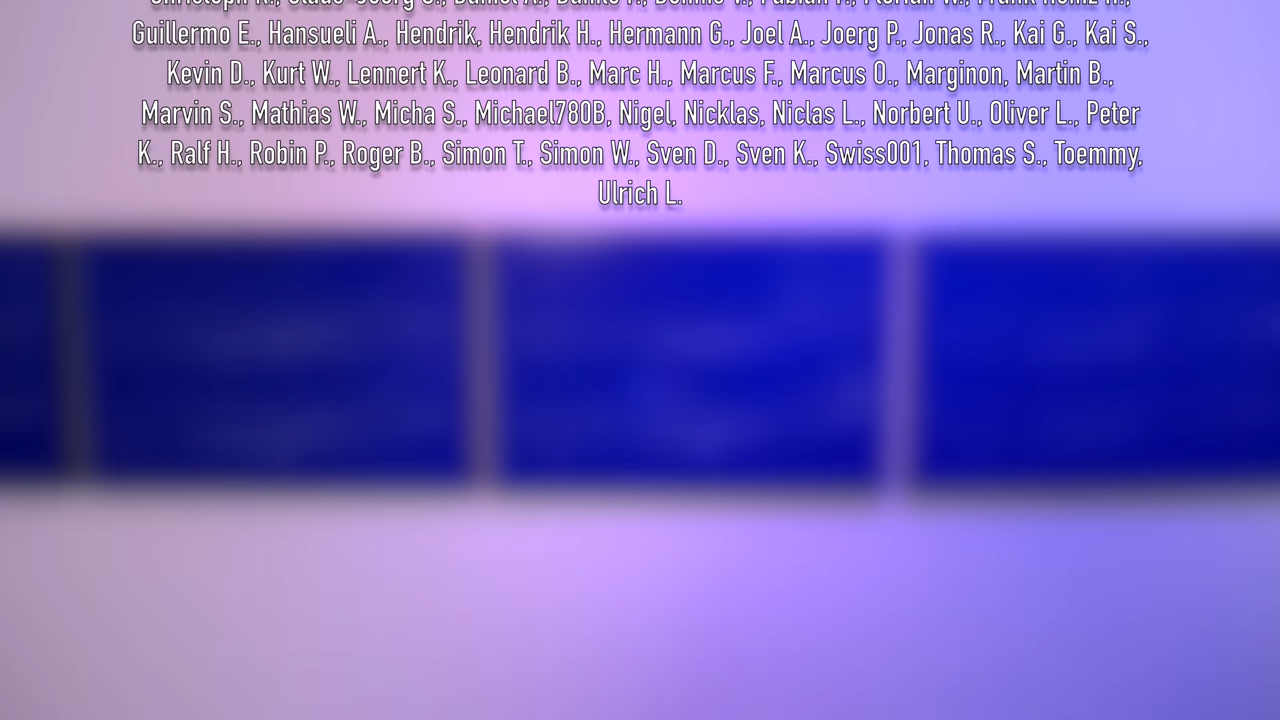 Guillermo E., Hansueli A., Hendrik, Hendrik H., Hermann G., Joel A., Joerg P., Jonas R., Kai G., Kai S.,
Kevin D., Kurt W., Lennert K., Leonard B., Marc H., Marcus F., Marcus O., Marginon, Martin B.,
Marvin S., Mathias W., Micha S., Michael780B, Nigel, Nicklas, Niclas L., Norbert U., Oliver L., Peter
K., Ralf H., Robin P., Roger B., Simon T., Simon W., Sven D., Sven K., Swiss001, Thomas S., Toemmy,
Ulrich L.